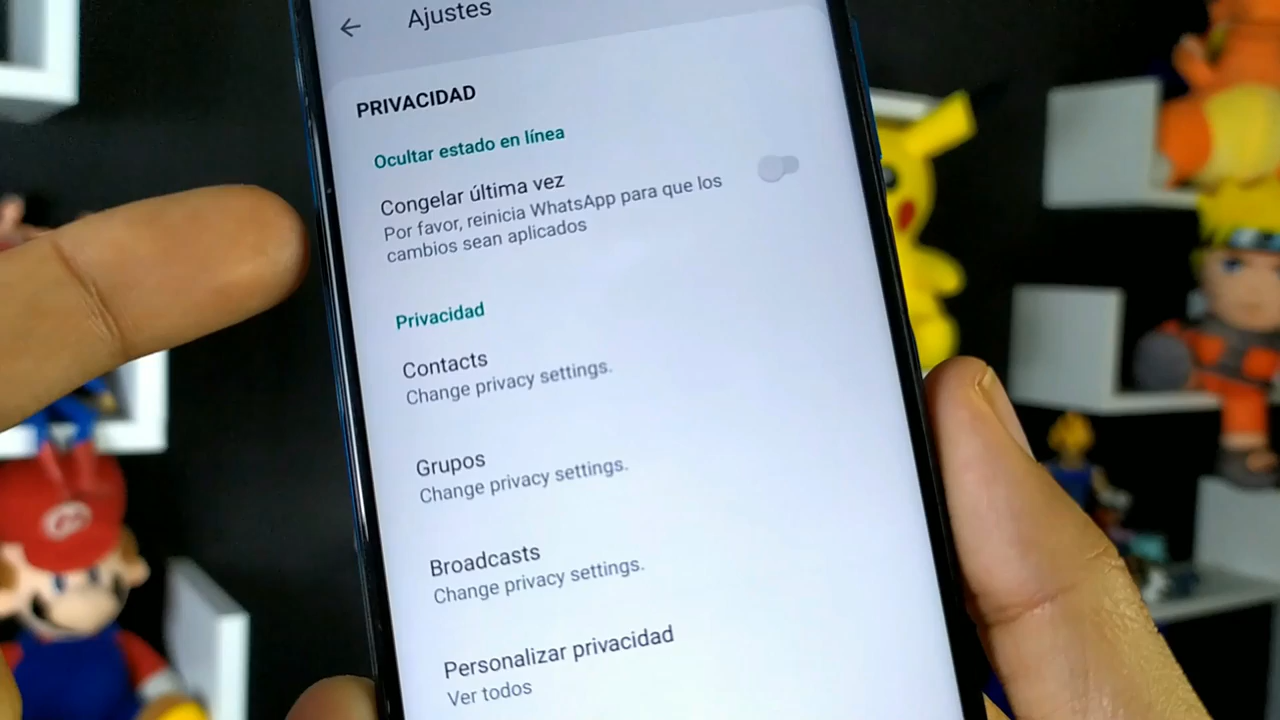 Ajustes
PRIVACIDAD
Ocultar estado en línea
Congelar última vez
Por favor, reinicia WhatsApp para que los
cambios sean aplicados
Privacidad
Contacts
Change privacy settings.
Grupos
Change privacy settings.
Broadcasts
Change privacy settings.
Personalizar privacidad
Ver todos